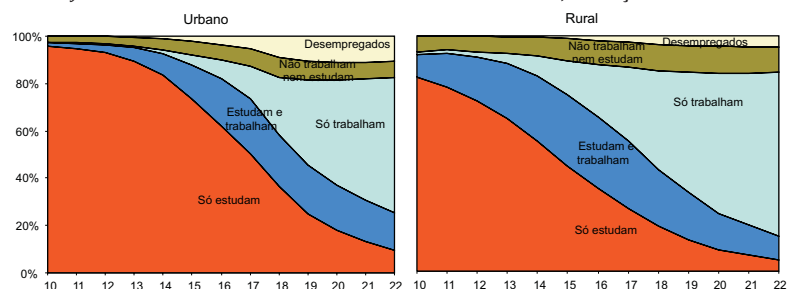 Urbano
Rural
100%
80%
60%
40%
20%
0%
Desempregados
Não trabalham
nem estudam
Estudam e
trabalham
Só trabalham
Só estudam
10 11 12 13 14 15 16 17 18 19 20 21 22
Desempregados
Não trabalham
nem estudam
Só trabalham
Estudam e
trabalham
Só estudam
10 11 12 13 14 15 16 17 18 19 20 21 22